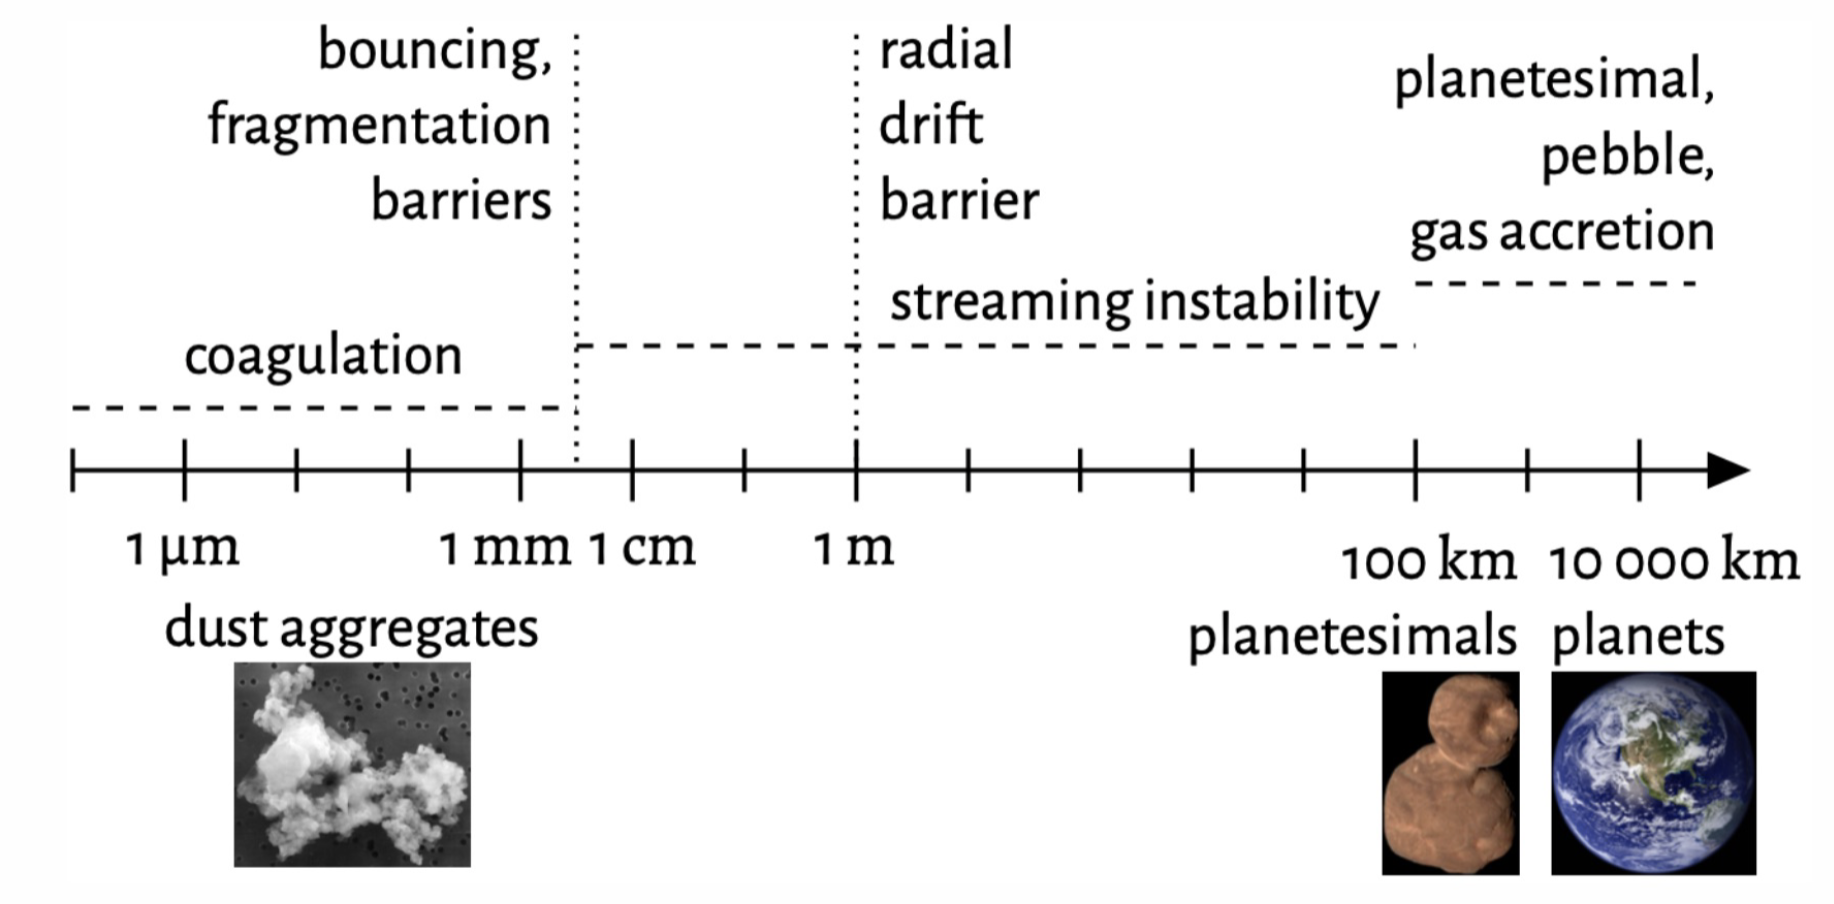 bouncing,
fragmentation
barriers
radial
drift
barrier
planetesimal,
pebble,
gas accretion
streaming instability
coagulation
1 µm
1 mm
1 cm
1 m
100 km
10 000 km
dust aggregates
planetesimals
planets